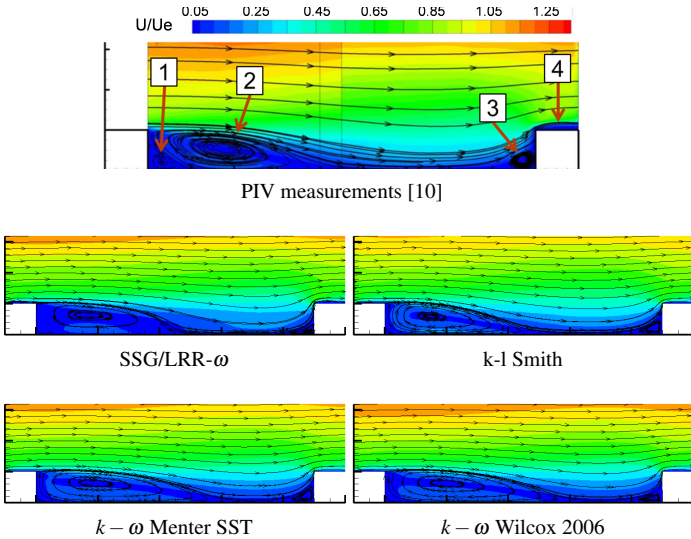 0.05 0.25 0.45 0.65 0.85 1.05 1.25
U/Ue
1
2
3
4
PIV measurements [10]
SSG/LRR-ω
k-l Smith
k − ω Menter SST
k − ω Wilcox 2006